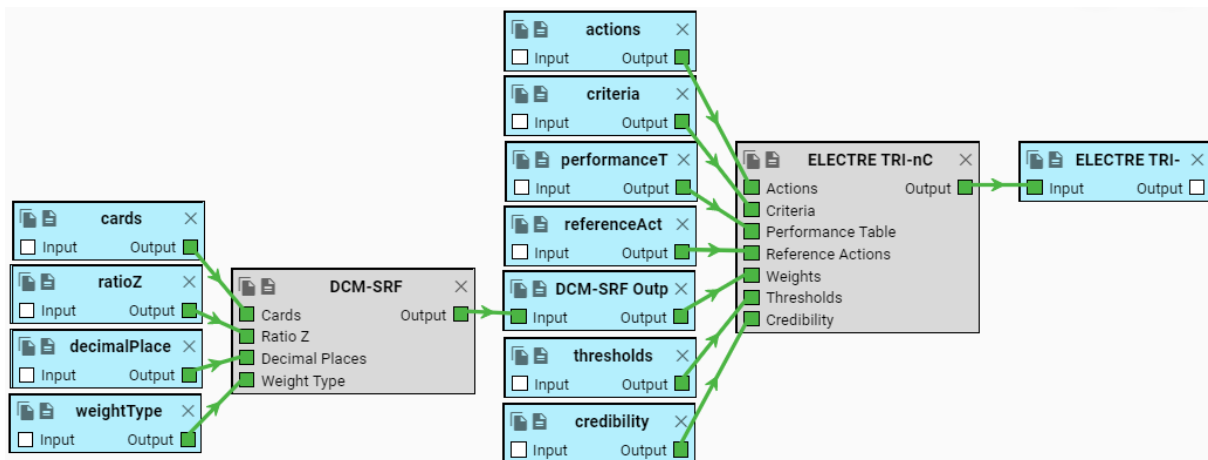 actions
Input Output
criteria
Input Output
performanceT
Input Output
referenceAct
Input Output
DCM-SRF Outp
Input Output
thresholds
Input Output
credibility
Input Output
cards
Input Output
ratioZ
Input Output
decimalPlace
Input Output
weightType
Input Output
DCM-SRF
Cards Output
Ratio Z
Decimal Places
Weight Type
ELECTRE TRI-nC
Actions Output
Criteria
Performance Table
Reference Actions
Weights
Thresholds
Credibility
ELECTRE TRI-
Input Output